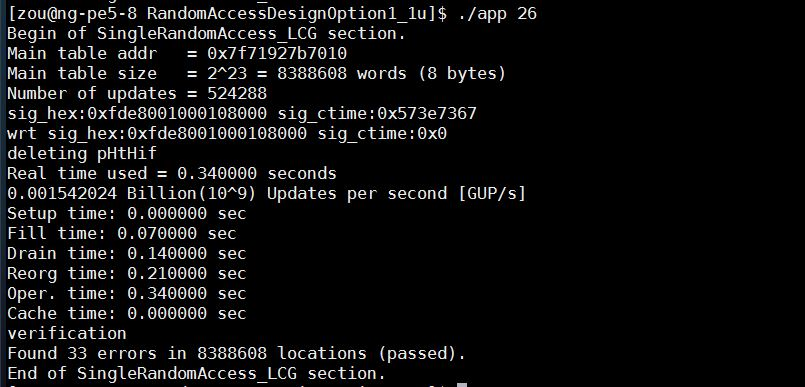 [zou@ng-pe5-8 RandomAccessDesignOption1_1u]$ ./app 26
Begin of SingleRandomAccess_LCG section.
Main table addr   = 0x7f71927b7010
Main table size   = 2^23 = 8388608 words (8 bytes)
Number of updates = 524288
sig_hex:0xfde8001000108000 sig_ctime:0x573e7367
wrt sig_hex:0xfde8001000108000 sig_ctime:0x0
deleting pHtHif
Real time used = 0.340000 seconds
0.001542024 Billion(10^9) Updates per second [GUP/s]
Setup time: 0.000000 sec
Fill time: 0.070000 sec
Drain time: 0.140000 sec
Reorg time: 0.210000 sec
Oper. time: 0.340000 sec
Cache time: 0.000000 sec
verification
Found 33 errors in 8388608 locations (passed).
End of SingleRandomAccess_LCG section.